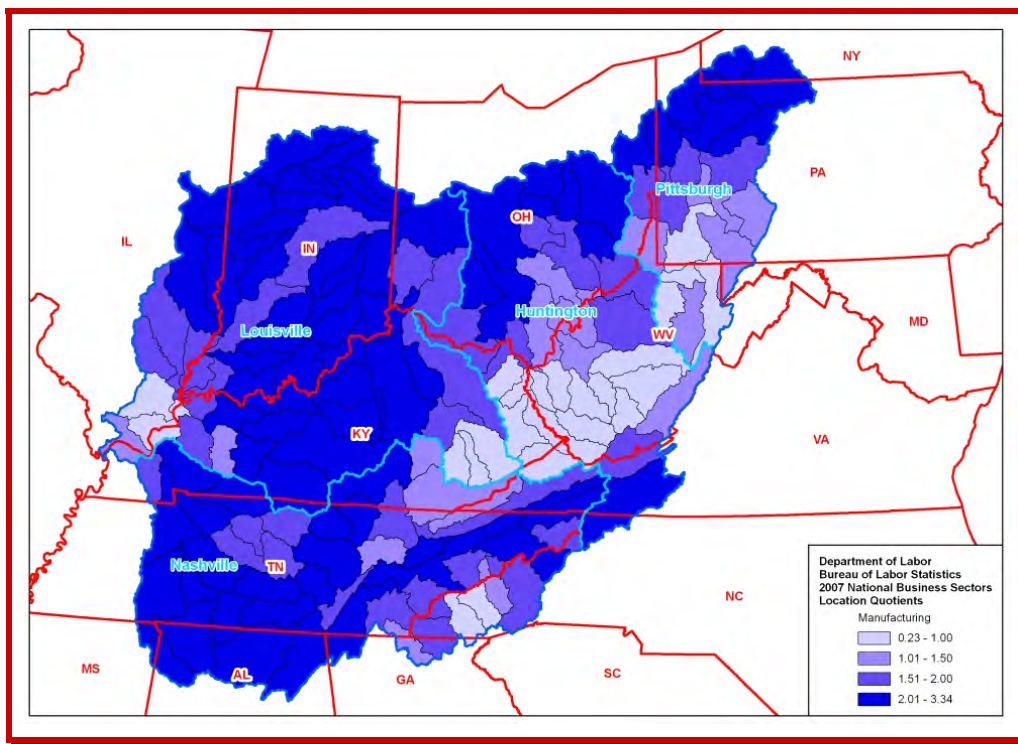 NY
PA
Pittsburgh
OH
IL
IN
MD
Huntington
Louisville
WV
KY
VA
Nashville
TN
NC
MS
AL
GA
SC
Department of Labor
Bureau of Labor Statistics
2007 National Business Sectors
Location Quotients
Manufacturing
0.23 - 1.00
1.01 - 1.50
1.51 - 2.00
2.01 - 3.34